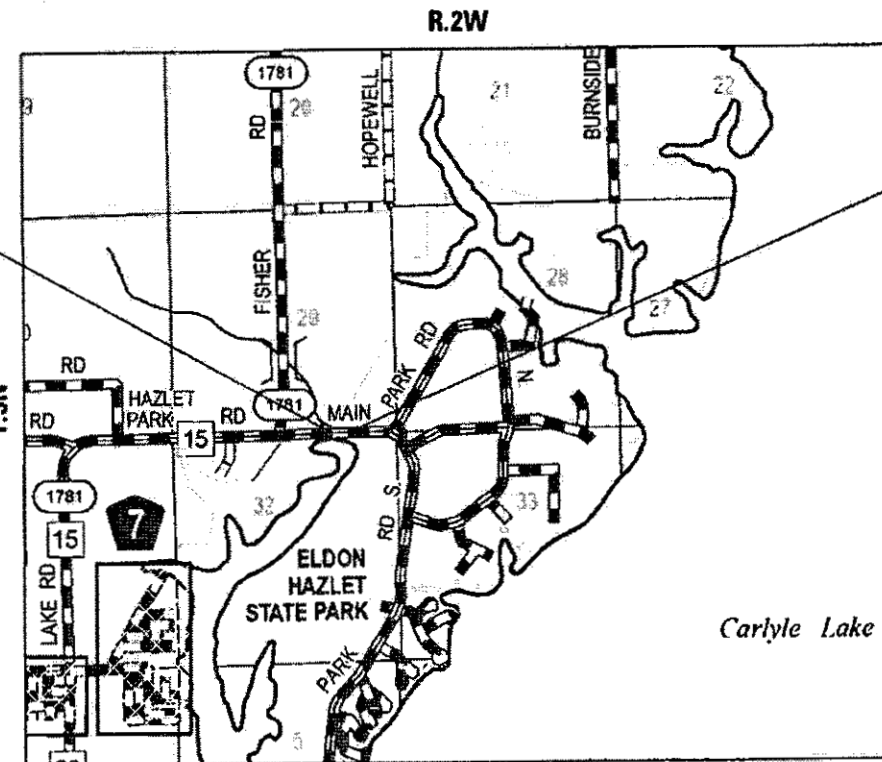 R.2W
1781
20
HOPEWELL
21
BURNSIDE
22
RD
FISHER
29
28
27
RD
HAZLET
PARK
RD
RD
15
1781
MAIN
PARK RD
N
1781
7
15
32
RD S.
33
ELDON
HAZLET
STATE PARK
LAKE RD
PARK
Carlyle Lake